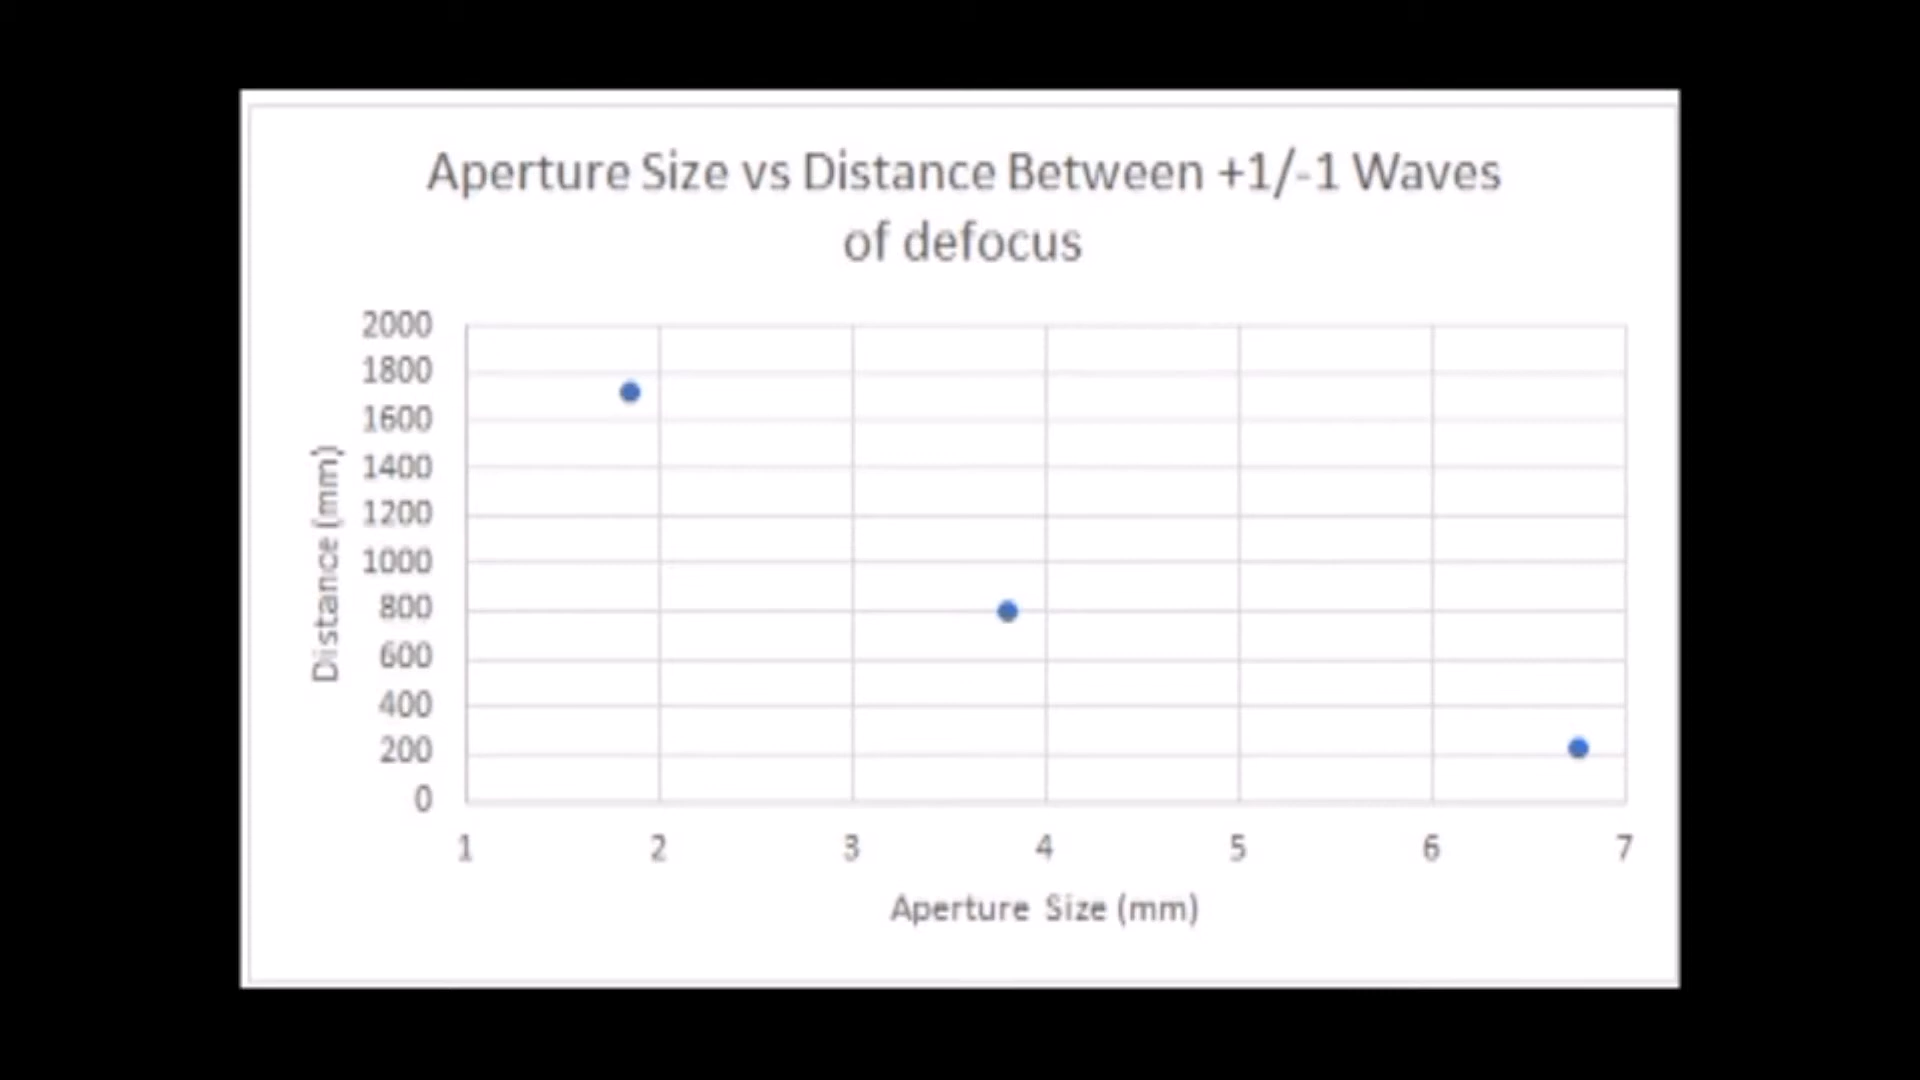 Aperture Size vs Distance Between +1/-1 Waves
of defocus
2000
1800
1600
1400
1200
1000
800
600
400
200
0
Distance (mm)
1 2 3 4 5 6 7
Aperture Size (mm)